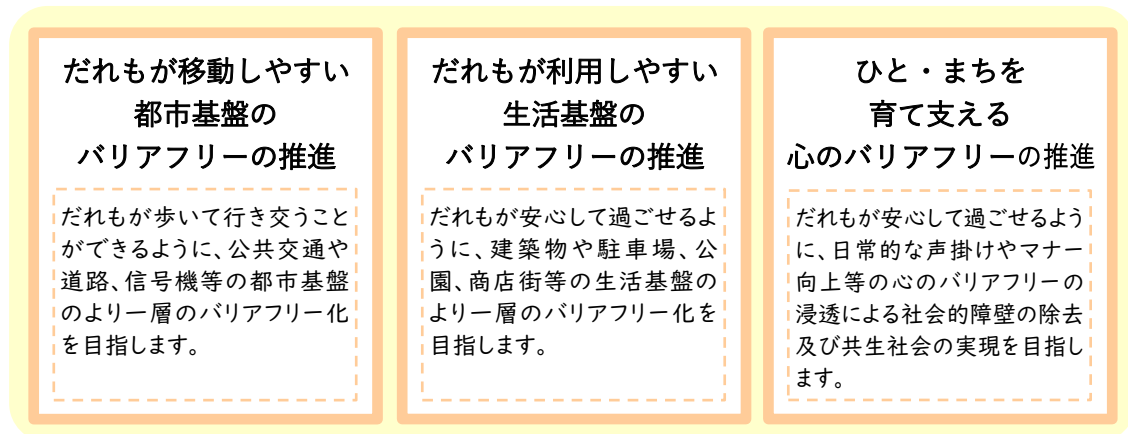 だれもが移動しやすい
都市基盤の
バリアフリーの推進
だれもが歩いて行き交うこと
ができるように、公共交通や
道路、信号機等の都市基盤
のより一層のバリアフリー化
を目指します。
だれもが利用しやすい
生活基盤の
バリアフリーの推進
だれもが安心して過ごせるよ
うに、建築物や駐車場、公
園、商店街等の生活基盤の
より一層のバリアフリー化を
目指します。
ひと・まちを
育て支える
心のバリアフリーの推進
だれもが安心して過ごせるよう
に、日常的な声掛けやマナー
向上等の心のバリアフリーの
浸透による社会的障壁の除去
及び共生社会の実現を目指し
ます。